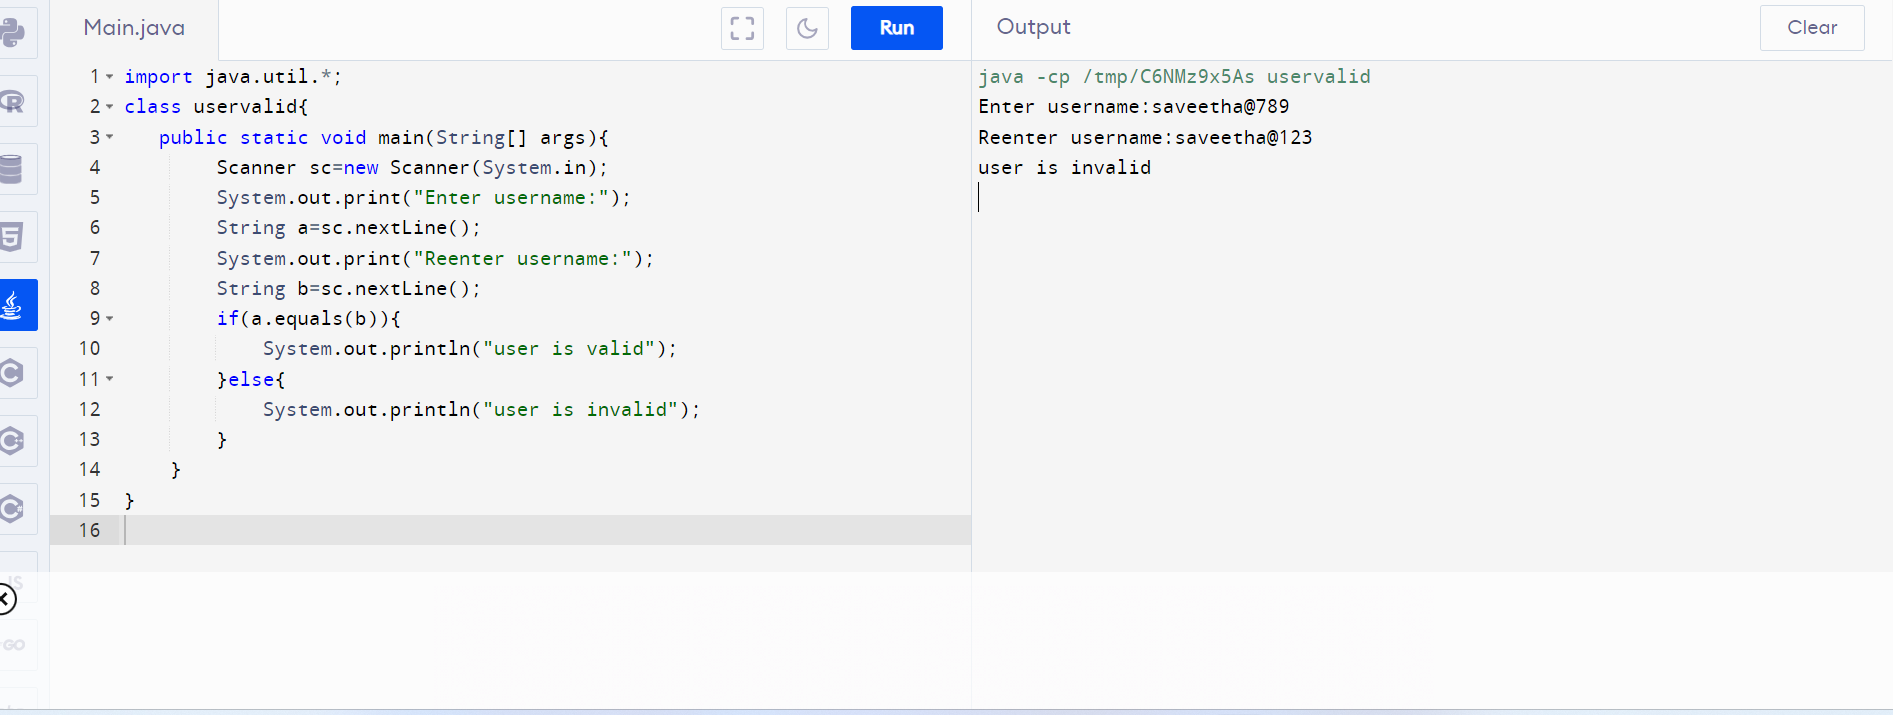 Main.java
Run
Output
Clear
1 import java.util.*;
2 class uservalid{
3 public static void main(String[] args){
4 Scanner sc=new Scanner(System.in);
5 System.out.print("Enter username:");
6 String a=sc.nextLine();
7 System.out.print("Reenter username:");
8 String b=sc.nextLine();
9 if(a.equals(b)){
10 System.out.println("user is valid");
11 }else{
12 System.out.println("user is invalid");
13 }
14 }
15 }
16
java -cp /tmp/C6NMz9x5As uservalid
Enter username:saveetha@789
Reenter username:saveetha@123
user is invalid
R
5
C
C++
C#
JS
GO